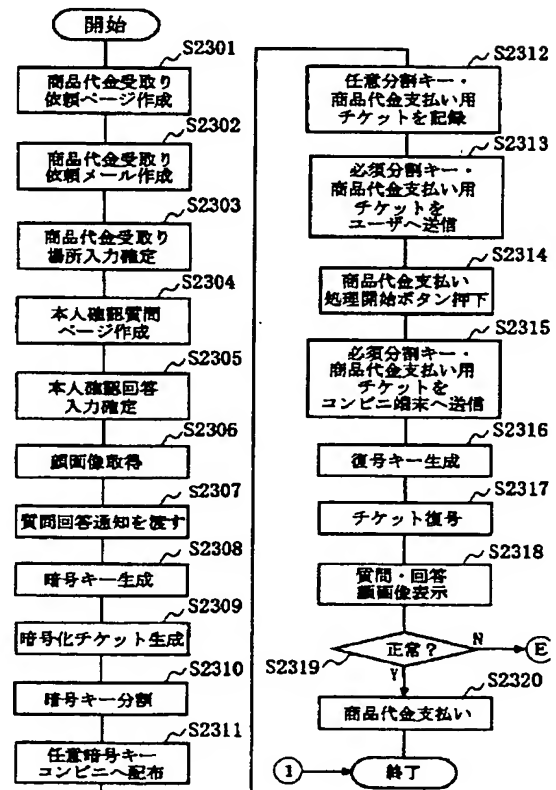 開始
S2301
商品代金受取り
依頼ページ作成
S2302
商品代金受取り
依頼メール作成
S2303
商品代金受取り
場所入力確定
S2304
本人確認質問
ページ作成
S2305
本人確認回答
入力確定
S2306
顔画像取得
S2307
質問回答通知を渡す
S2308
暗号キー生成
S2309
暗号化チケット生成
S2310
暗号キー分割
S2311
任意暗号キー
コンビニへ配布
S2312
任意分割キー・
商品代金支払い用
チケットを記録
S2313
必須分割キー・
商品代金支払い用
チケットを
ユーザへ送信
S2314
商品代金支払い
処理開始ボタン押下
S2315
必須分割キー・
商品代金支払い用
チケットを
コンビニ端末へ送信
S2316
復号キー生成
S2317
チケット復号
S2318
質問・回答
顔画像表示
正常?
N
E
S2319
Y
S2320
商品代金支払い
1
終了